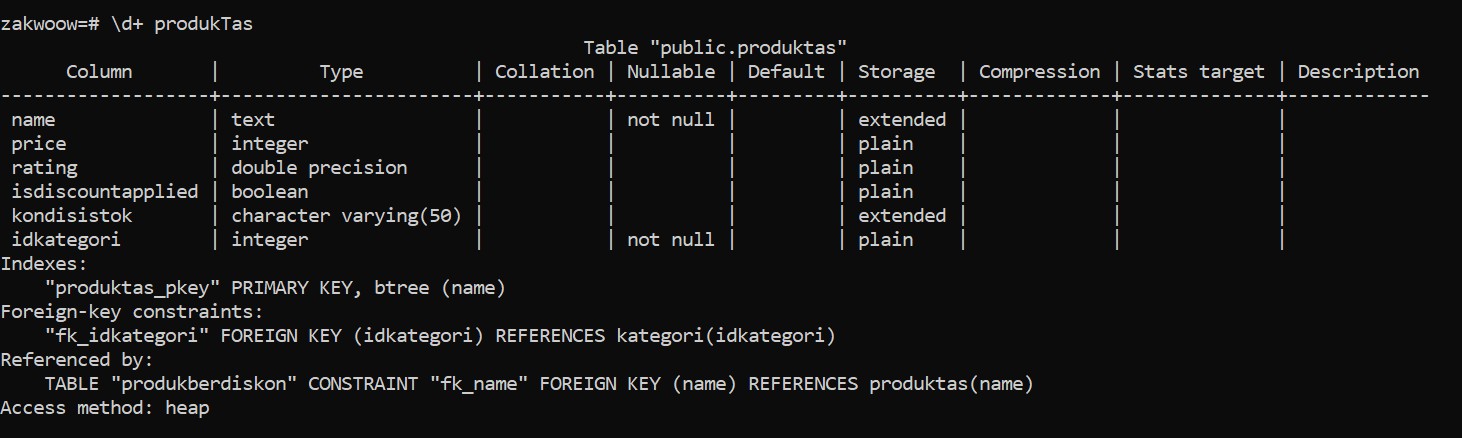 zakwoow=# \d+ produkTas
                                                Table "public.produktas"
      Column       |         Type          | Collation | Nullable | Default | Storage  | Compression | Stats target | Description
-------------------+-----------------------+-----------+----------+---------+----------+-------------+--------------+-------------
 name              | text                  |           | not null |         | extended |             |              |
 price             | integer               |           |          |         | plain    |             |              |
 rating            | double precision      |           |          |         | plain    |             |              |
 isdiscountapplied | boolean               |           |          |         | plain    |             |              |
 kondisistok       | character varying(50) |           |          |         | extended |             |              |
 idkategori        | integer               |           | not null |         | plain    |             |              |
Indexes:
    "produktas_pkey" PRIMARY KEY, btree (name)
Foreign-key constraints:
    "fk_idkategori" FOREIGN KEY (idkategori) REFERENCES kategori(idkategori)
Referenced by:
    TABLE "produkberdiskon" CONSTRAINT "fk_name" FOREIGN KEY (name) REFERENCES produktas(name)
Access method: heap